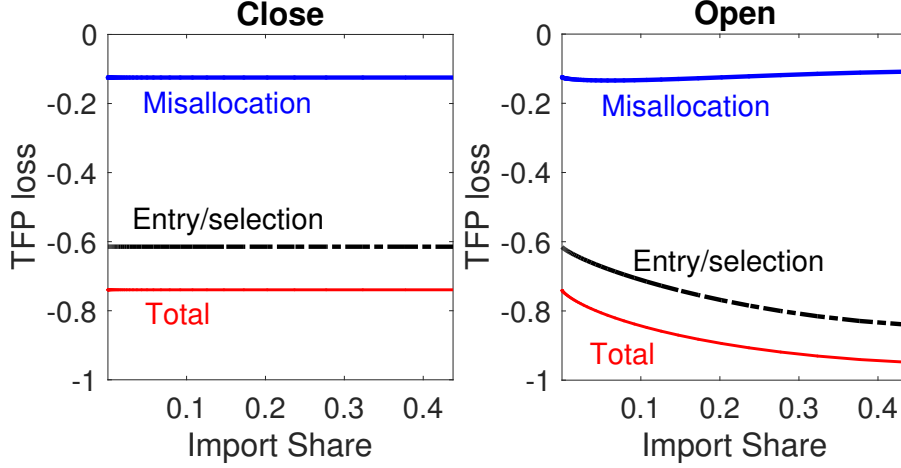 Close
0
-0.2
-0.4
-0.6
-0.8
-1
TFP loss
Misallocation
Entry/selection
Total
0.1 0.2 0.3 0.4
Import Share
Open
0
-0.2
-0.4
-0.6
-0.8
-1
TFP loss
Misallocation
Entry/selection
Total
0.1 0.2 0.3 0.4
Import Share